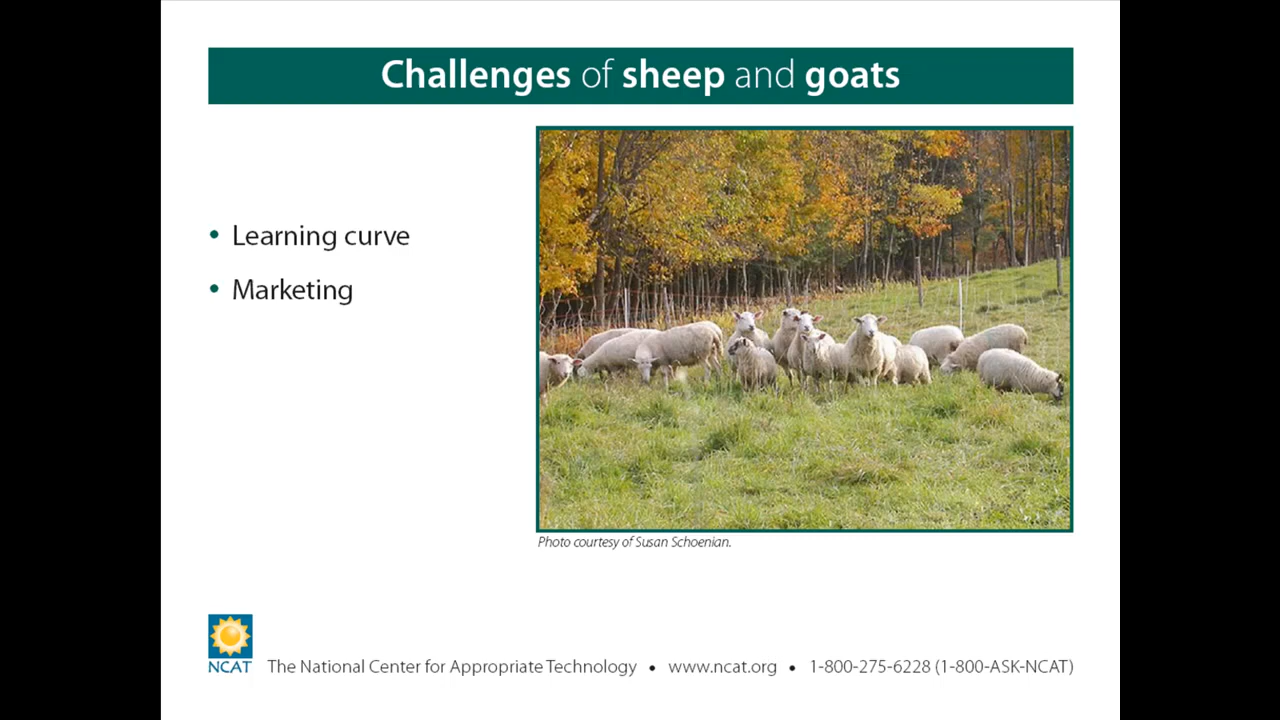 Challenges of sheep and goats
• Learning curve
• Marketing
Photo courtesy of Susan Schoenian.
NCAT
The National Center for Appropriate Technology • www.ncat.org • 1-800-275-6228 (1-800-ASK-NCAT)